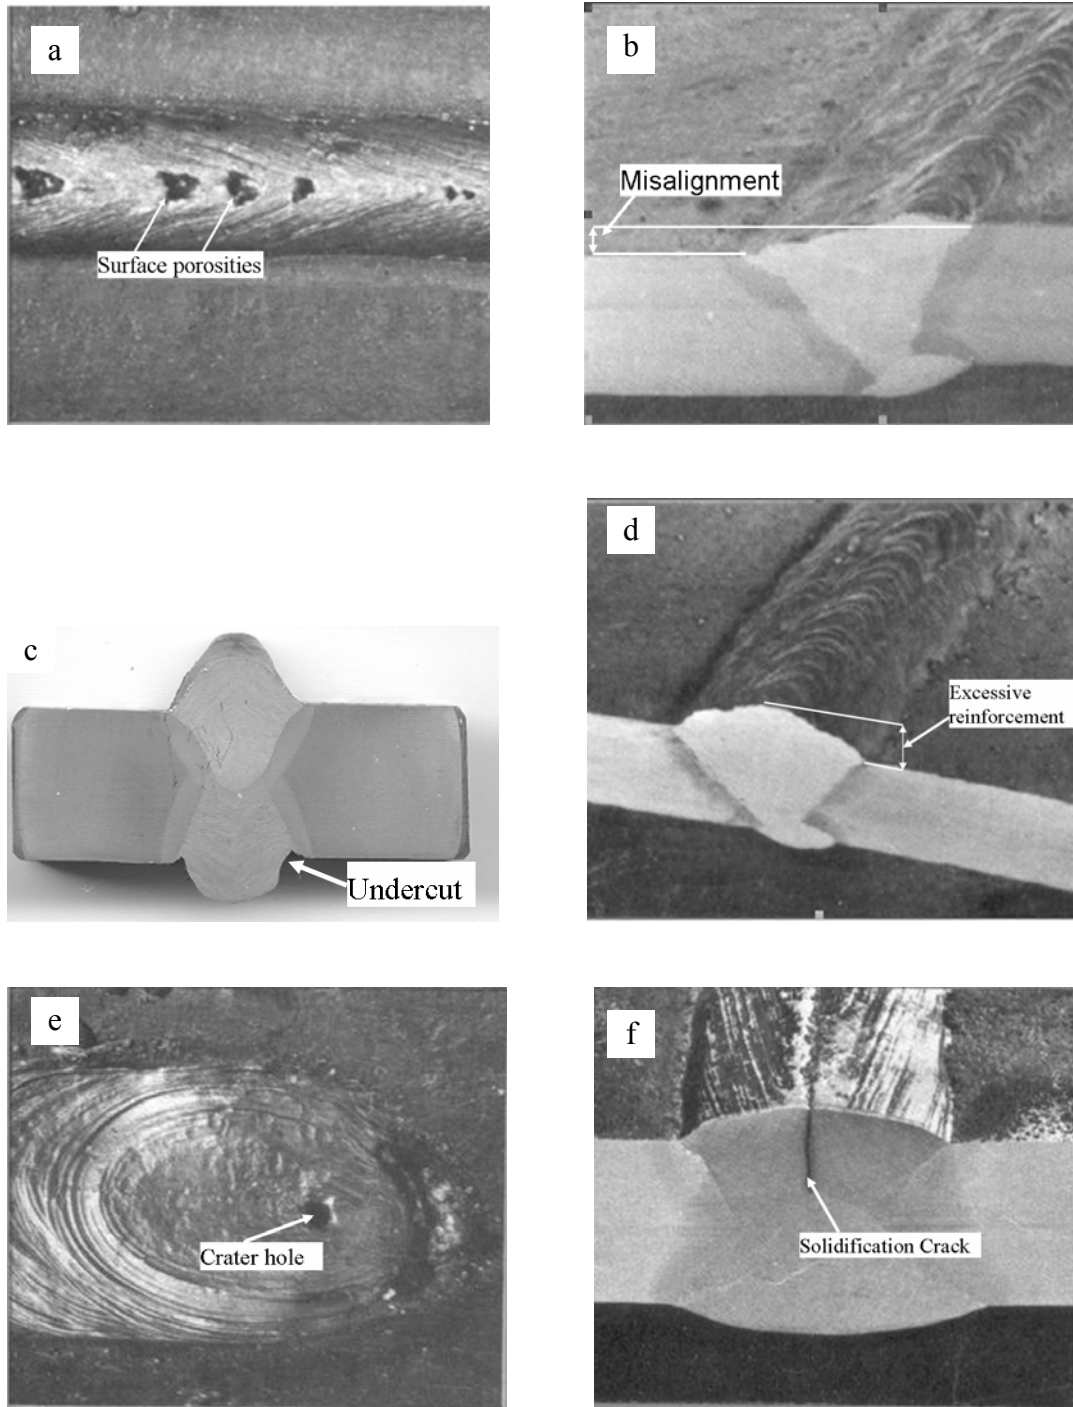 a
Surface porosities
b
Misalignment
c
Undercut
d
Excessive
reinforcement
e
Crater hole
f
Solidification Crack